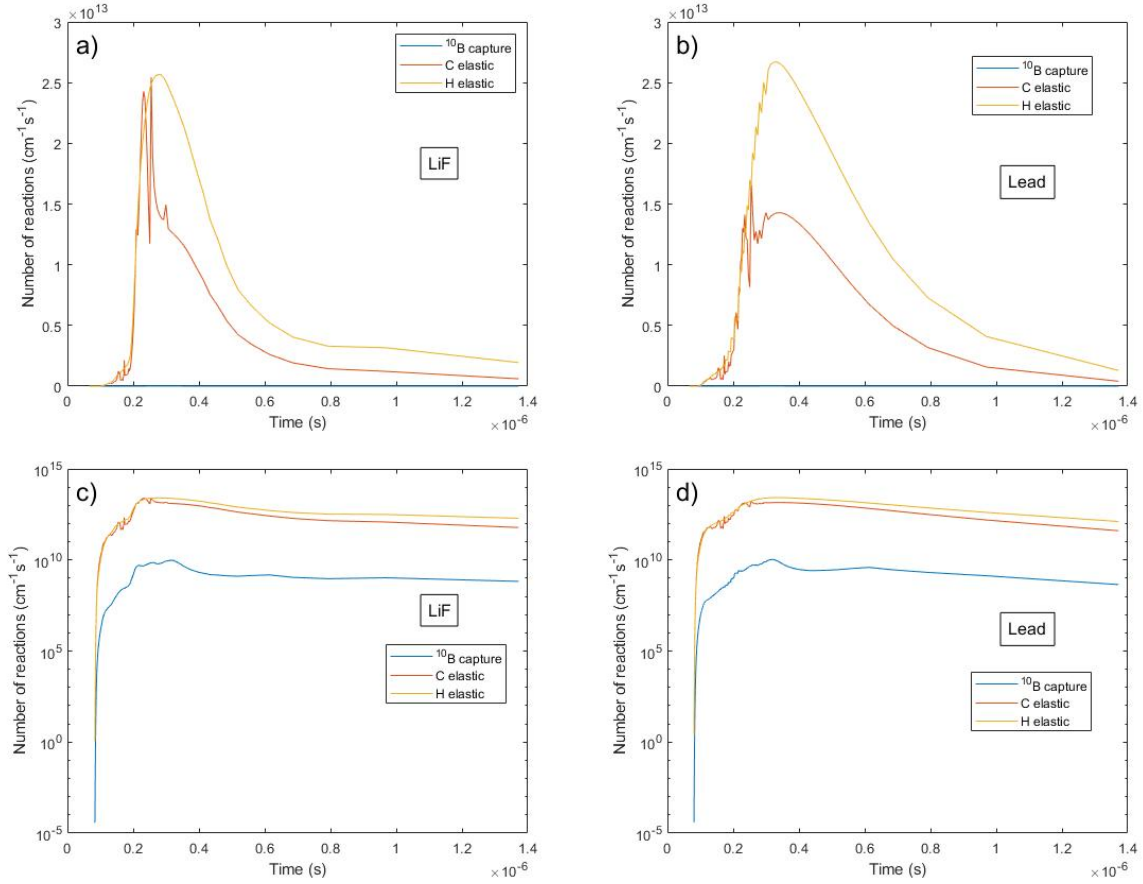 × 10^13
a)
3
2.5
2
1.5
1
0.5
0
Number of reactions (cm^-1 s^-1)
^10B capture
C elastic
H elastic
LiF
0 0.2 0.4 0.6 0.8 1 1.2 1.4
Time (s)
× 10^-6
× 10^13
b)
3
2.5
2
1.5
1
0.5
0
Number of reactions (cm^-1 s^-1)
^10B capture
C elastic
H elastic
Lead
0 0.2 0.4 0.6 0.8 1 1.2 1.4
Time (s)
× 10^-6
c)
10^15
10^10
10^5
10^0
10^-5
Number of reactions (cm^-1 s^-1)
LiF
^10B capture
C elastic
H elastic
0 0.2 0.4 0.6 0.8 1 1.2 1.4
Time (s)
× 10^-6
d)
10^15
10^10
10^5
10^0
10^-5
Number of reactions (cm^-1 s^-1)
Lead
^10B capture
C elastic
H elastic
0 0.2 0.4 0.6 0.8 1 1.2 1.4
Time (s)
× 10^-6